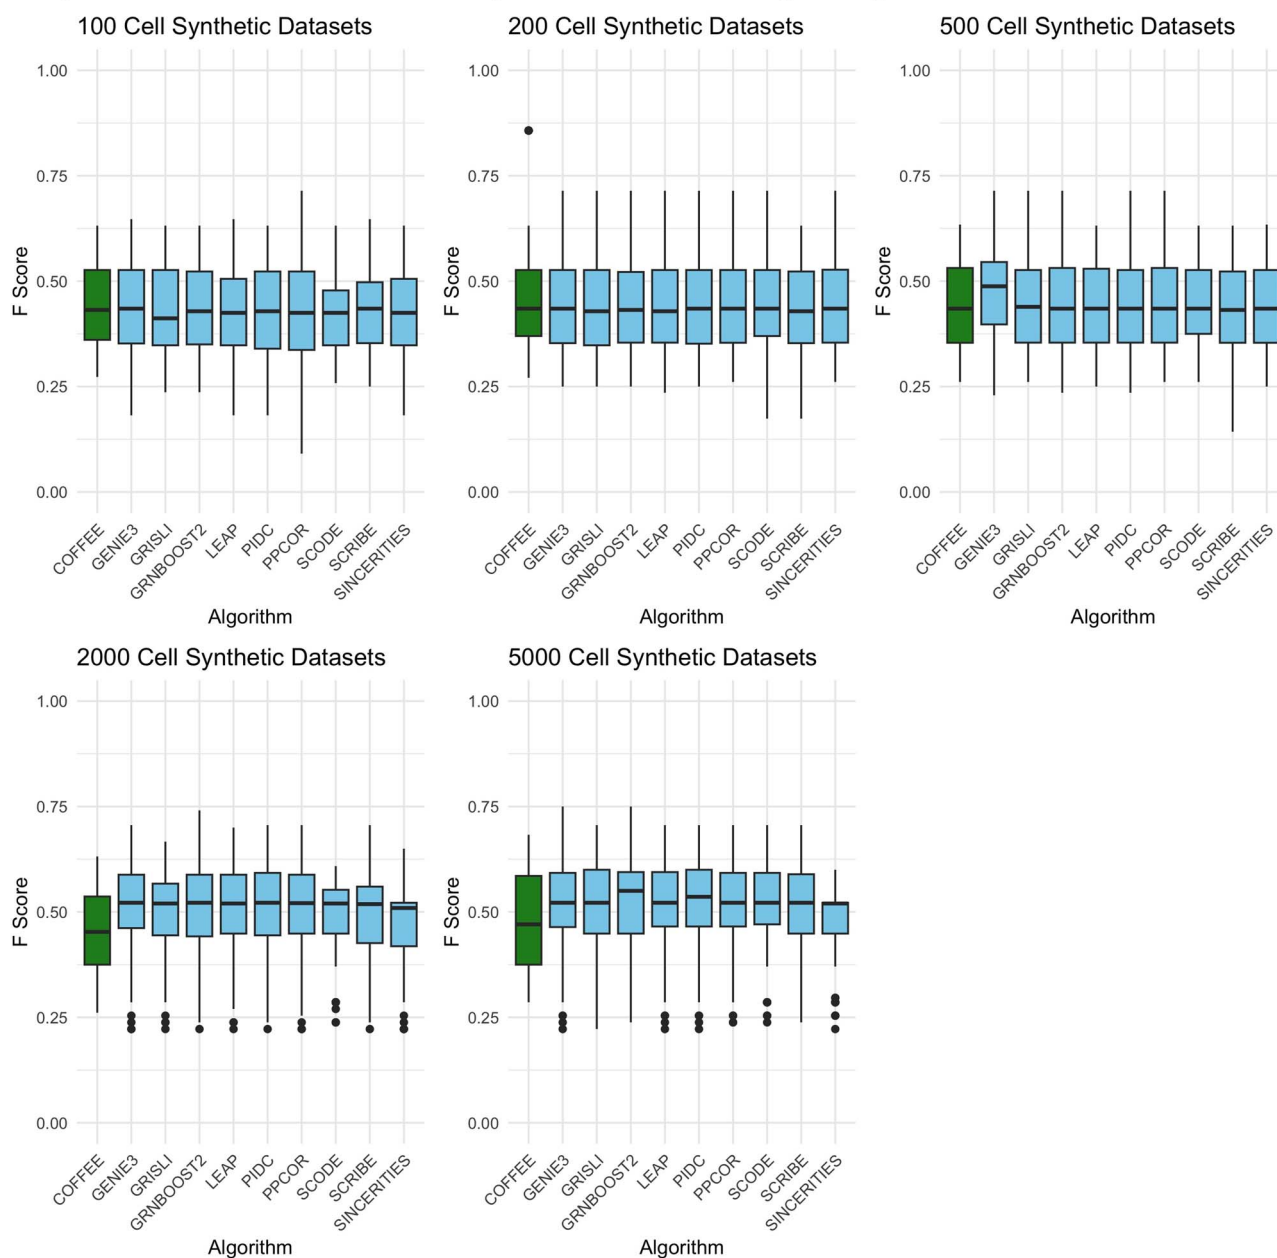 100 Cell Synthetic Datasets
1.00
0.75
0.50
0.25
0.00
F Score
COFFEE
GENIE3
GRISLI
GRNBOOST2
LEAP
PIDC
PPCOR
SCODE
SCRIBE
SINCERITIES
Algorithm
200 Cell Synthetic Datasets
1.00
0.75
0.50
0.25
0.00
F Score
COFFEE
GENIE3
GRISLI
GRNBOOST2
LEAP
PIDC
PPCOR
SCODE
SCRIBE
SINCERITIES
Algorithm
500 Cell Synthetic Datasets
1.00
0.75
0.50
0.25
0.00
F Score
COFFEE
GENIE3
GRISLI
GRNBOOST2
LEAP
PIDC
PPCOR
SCODE
SCRIBE
SINCERITIES
Algorithm
2000 Cell Synthetic Datasets
1.00
0.75
0.50
0.25
0.00
F Score
COFFEE
GENIE3
GRISLI
GRNBOOST2
LEAP
PIDC
PPCOR
SCODE
SCRIBE
SINCERITIES
Algorithm
5000 Cell Synthetic Datasets
1.00
0.75
0.50
0.25
0.00
F Score
COFFEE
GENIE3
GRISLI
GRNBOOST2
LEAP
PIDC
PPCOR
SCODE
SCRIBE
SINCERITIES
Algorithm